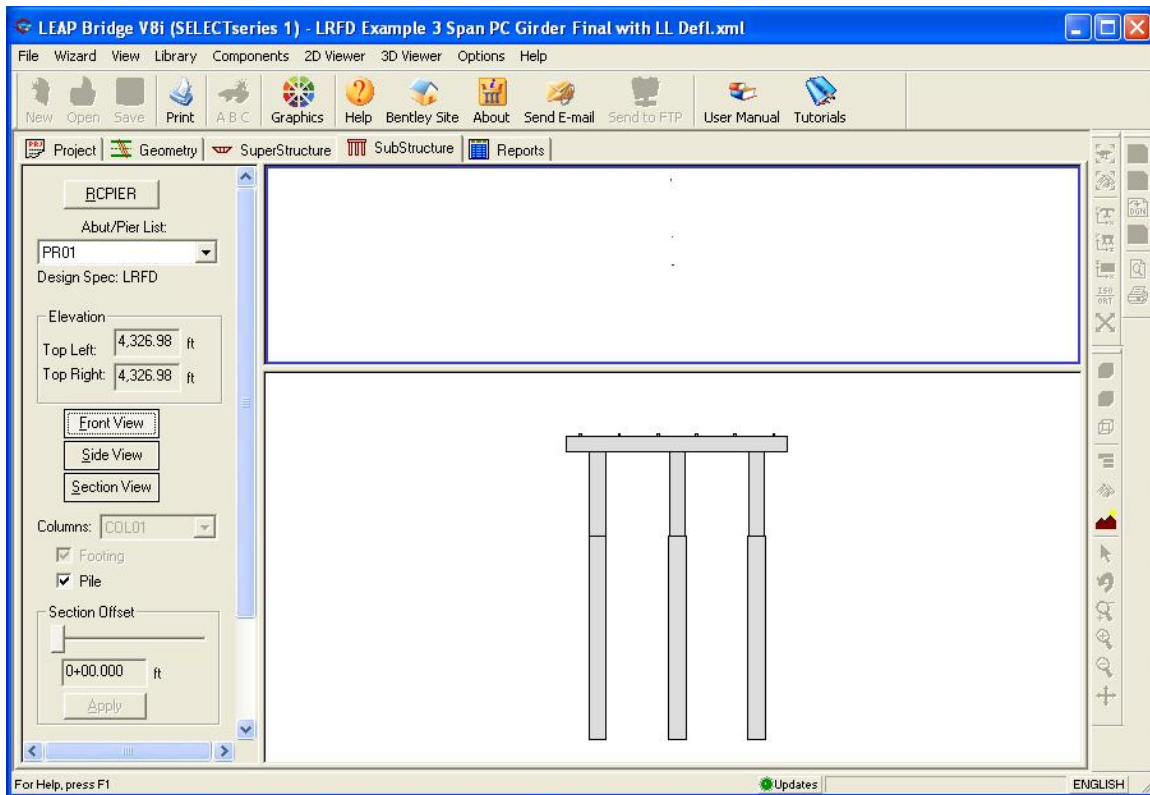 LEAP Bridge V8i (SELECTseries 1) - LRFD Example 3 Span PC Girder Final with LL Defl.xml
File Wizard View Library Components 2D Viewer 3D Viewer Options Help
New Open Save Print A B C Graphics Help Bentley Site About Send E-mail Send to FTP User Manual Tutorials
PRJ Project Geometry SuperStructure SubStructure Reports
RCPIER
Abut/Pier List:
PR01
Design Spec: LRFD
Elevation
Top Left: 4,326.98 ft
Top Right: 4,326.98 ft
Front View
Side View
Section View
Columns: COL01
Footing
Pile
Section Offset
0+00.000 ft
Apply
DGN
ISO
ORT
For Help, press F1 Updates ENGLISH